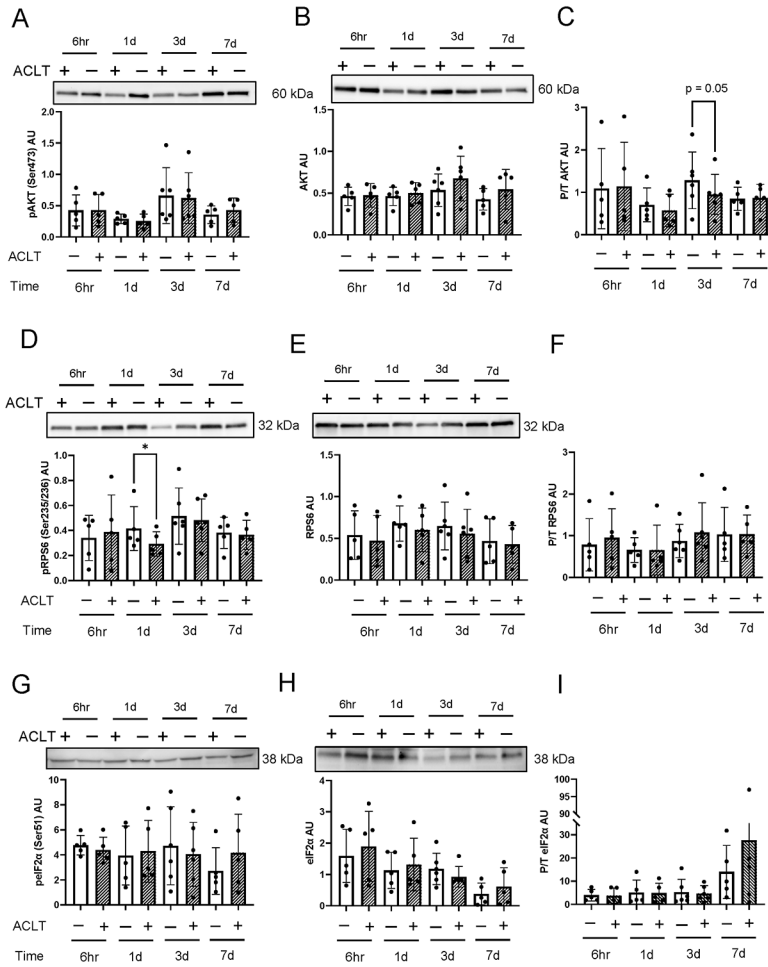 A
6hr 1d 3d 7d
ACLT + – + – + – + –
60 kDa
pAKT (Ser473) AU
2.0
1.5
1.0
0.5
0.0
ACLT – + – + – + – +
Time 6hr 1d 3d 7d
B
6hr 1d 3d 7d
+ – + – + – + –
60 kDa
AKT AU
1.5
1.0
0.5
0.0
– + – + – + – +
6hr 1d 3d 7d
C
p = 0.05
P/T AKT AU
3
2
1
0
– + – + – + – +
6hr 1d 3d 7d
D
6hr 1d 3d 7d
ACLT + – + – + – + –
32 kDa
*
pRPS6 (Ser235/236) AU
1.0
0.8
0.6
0.4
0.2
0.0
ACLT – + – + – + – +
Time 6hr 1d 3d 7d
E
6hr 1d 3d 7d
+ – + – + – + –
32 kDa
RPS6 AU
1.5
1.0
0.5
0.0
– + – + – + – +
6hr 1d 3d 7d
F
P/T RPS6 AU
3
2
1
0
– + – + – + – +
6hr 1d 3d 7d
G
6hr 1d 3d 7d
ACLT + – + – + – + –
38 kDa
peIF2α (Ser51) AU
10
8
6
4
2
0
ACLT – + – + – + – +
Time 6hr 1d 3d 7d
H
6hr 1d 3d 7d
+ – + – + – + –
38 kDa
eIF2α AU
4
3
2
1
0
– + – + – + – +
6hr 1d 3d 7d
I
P/T eIF2α AU
100
95
90
85
30
20
10
0
– + – + – + – +
6hr 1d 3d 7d